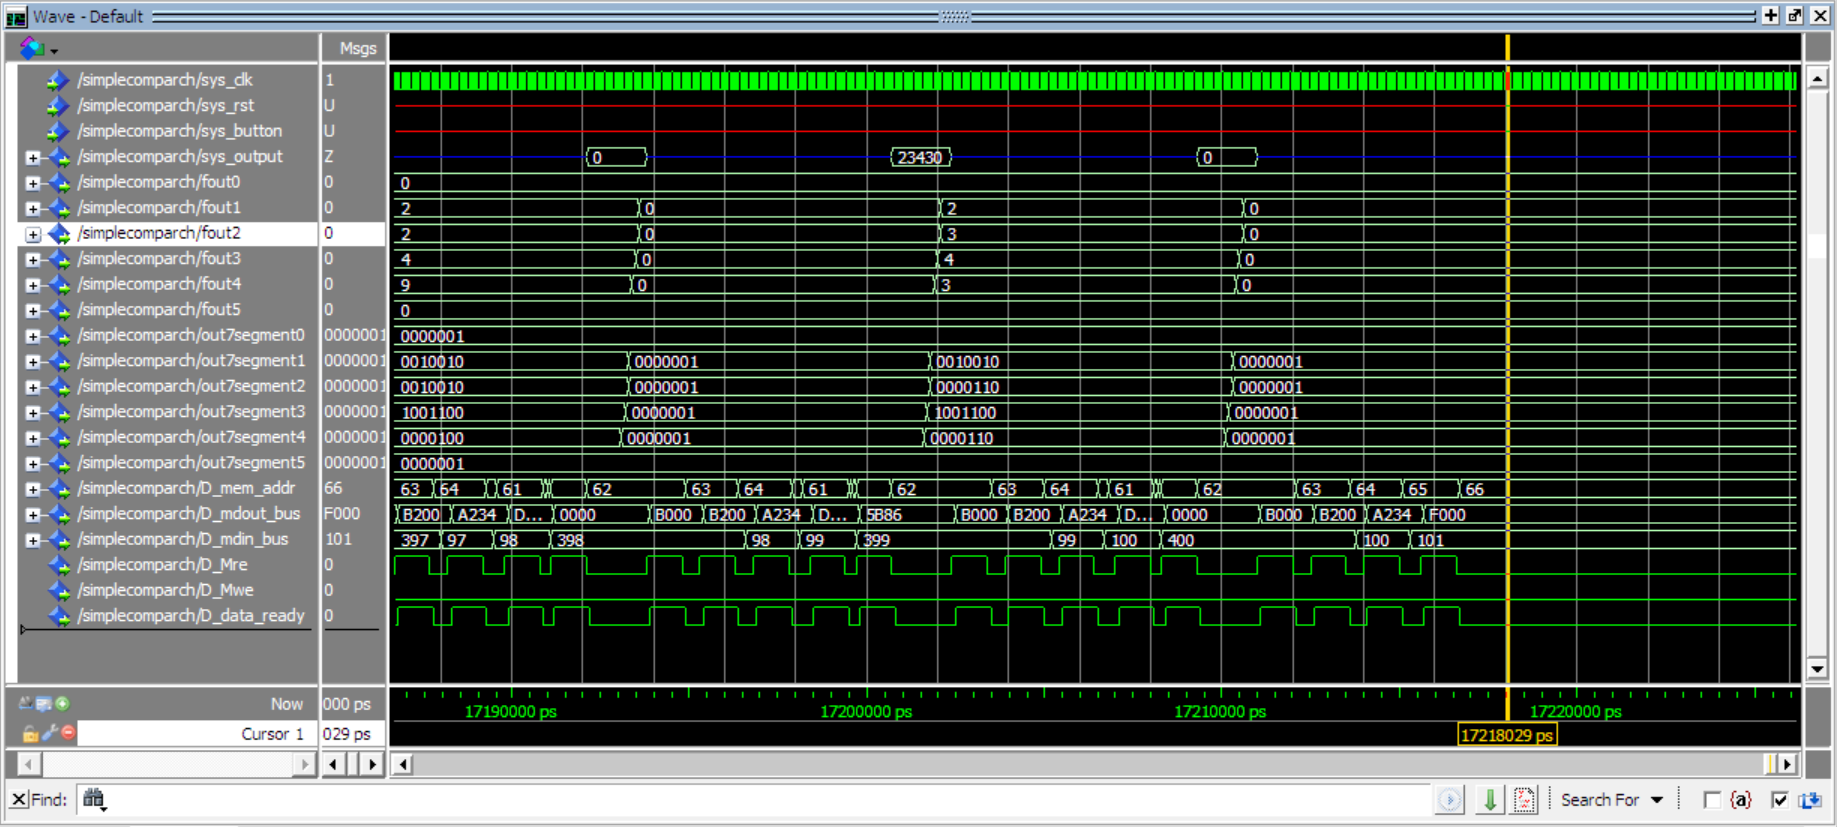 Wave - Default
Msgs
/simplecomparch/sys_clk 1
/simplecomparch/sys_rst U
/simplecomparch/sys_button U
/simplecomparch/sys_output Z 0 23430 0
/simplecomparch/fout0 0 0
/simplecomparch/fout1 0 2 0 2 0
/simplecomparch/fout2 0 2 0 3 0
/simplecomparch/fout3 0 4 0 4 0
/simplecomparch/fout4 0 9 0 3 0
/simplecomparch/fout5 0 0
/simplecomparch/out7segment0 0000001 0000001
/simplecomparch/out7segment1 0000001 0010010 0000001 0010010 0000001
/simplecomparch/out7segment2 0000001 0010010 0000001 0000110 0000001
/simplecomparch/out7segment3 0000001 1001100 0000001 1001100 0000001
/simplecomparch/out7segment4 0000001 0000100 0000001 0000110 0000001
/simplecomparch/out7segment5 0000001 0000001
/simplecomparch/D_mem_addr 66 63 64 61 62 63 64 61 62 63 64 61 62 63 64 65 66
/simplecomparch/D_mdout_bus F000 B200 A234 D... 0000 B000 B200 A234 D... 5B86 B000 B200 A234 D... 0000 B000 B200 A234 F000
/simplecomparch/D_mdin_bus 101 397 97 98 398 98 99 399 99 100 400 100 101
/simplecomparch/D_Mre 0
/simplecomparch/D_Mwe 0
/simplecomparch/D_data_ready 0
Now 000 ps 17190000 ps 17200000 ps 17210000 ps 17220000 ps
Cursor 1 029 ps 17218029 ps
Find: Search For {a}